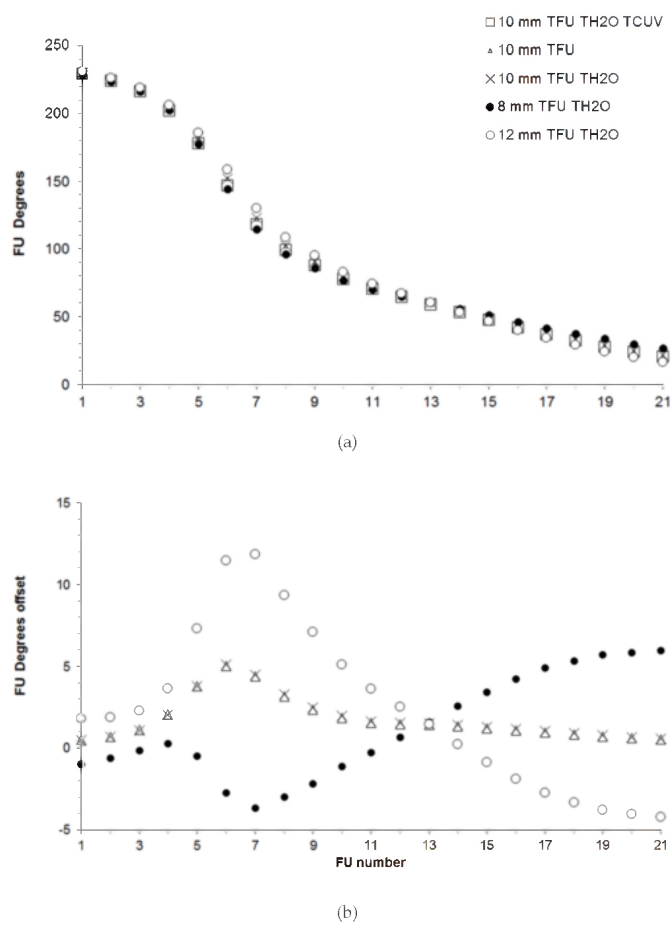 10 mm TFU TH2O TCUV
10 mm TFU
10 mm TFU TH2O
8 mm TFU TH2O
12 mm TFU TH2O
250
200
150
100
50
0
FU Degrees
1 3 5 7 9 11 13 15 17 19 21
(a)
15
10
5
0
-5
FU Degrees offset
1 3 5 7 9 11 13 15 17 19 21
FU number
(b)